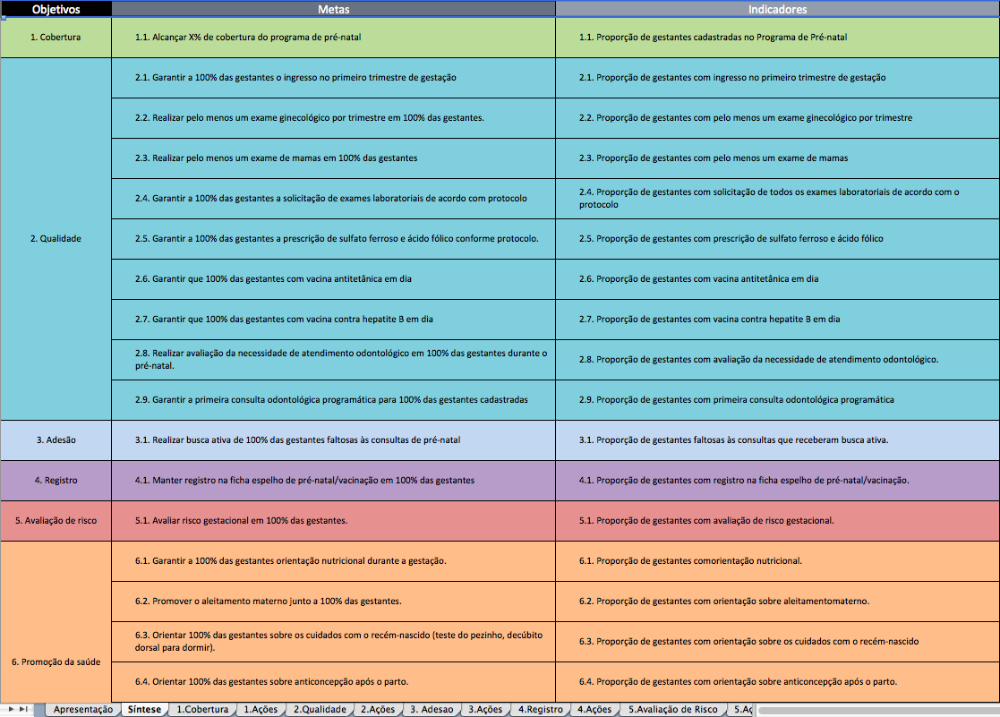 Objetivos Metas Indicadores
1. Cobertura 1.1. Alcançar X% de cobertura do programa de pré-natal 1.1. Proporção de gestantes cadastradas no Programa de Pré-natal
2.1. Garantir a 100% das gestantes o ingresso no primeiro trimestre de gestação 2.1. Proporção de gestantes com ingresso no primeiro trimestre de gestação
2.2. Realizar pelo menos um exame ginecológico por trimestre em 100% das gestantes. 2.2. Proporção de gestantes com pelo menos um exame ginecológico por trimestre
2.3. Realizar pelo menos um exame de mamas em 100% das gestantes 2.3. Proporção de gestantes com pelo menos um exame de mamas
2.4. Garantir a 100% das gestantes a solicitação de exames laboratoriais de acordo com protocolo 2.4. Proporção de gestantes com solicitação de todos os exames laboratoriais de acordo com o
protocolo
2. Qualidade 2.5. Garantir a 100% das gestantes a prescrição de sulfato ferroso e ácido fólico conforme protocolo. 2.5. Proporção de gestantes com prescrição de sulfato ferroso e ácido fólico
2.6. Garantir que 100% das gestantes com vacina antitetânica em dia 2.6. Proporção de gestantes com vacina antitetânica em dia
2.7. Garantir que 100% das gestantes com vacina contra hepatite B em dia 2.7. Proporção de gestantes com vacina contra hepatite B em dia
2.8. Realizar avaliação da necessidade de atendimento odontológico em 100% das gestantes durante o
pré-natal. 2.8. Proporção de gestantes com avaliação da necessidade de atendimento odontológico.
2.9. Garantir a primeira consulta odontológica programática para 100% das gestantes cadastradas 2.9. Proporção de gestantes com primeira consulta odontológica programática
3. Adesão 3.1. Realizar busca ativa de 100% das gestantes faltosas às consultas de pré-natal 3.1. Proporção de gestantes faltosas às consultas que receberam busca ativa.
4. Registro 4.1. Manter registro na ficha espelho de pré-natal/vacinação em 100% das gestantes 4.1. Proporção de gestantes com registro na ficha espelho de pré-natal/vacinação.
5. Avaliação de risco 5.1. Avaliar risco gestacional em 100% das gestantes. 5.1. Proporção de gestantes com avaliação de risco gestacional.
6.1. Garantir a 100% das gestantes orientação nutricional durante a gestação. 6.1. Proporção de gestantes comorientação nutricional.
6.2. Promover o aleitamento materno junto a 100% das gestantes. 6.2. Proporção de gestantes com orientação sobre aleitamentomaterno.
6.3. Orientar 100% das gestantes sobre os cuidados com o recém-nascido (teste do pezinho, decúbito
dorsal para dormir). 6.3. Proporção de gestantes com orientação sobre os cuidados com o recém-nascido
6. Promoção da saúde
6.4. Orientar 100% das gestantes sobre anticoncepção após o parto. 6.4. Proporção de gestantes com orientação sobre anticoncepção após o parto.
Apresentação Síntese 1.Cobertura 1.Ações 2.Qualidade 2.Ações 3. Adesao 3.Ações 4.Registro 4.Ações 5.Avaliação de Risco 5.Aç